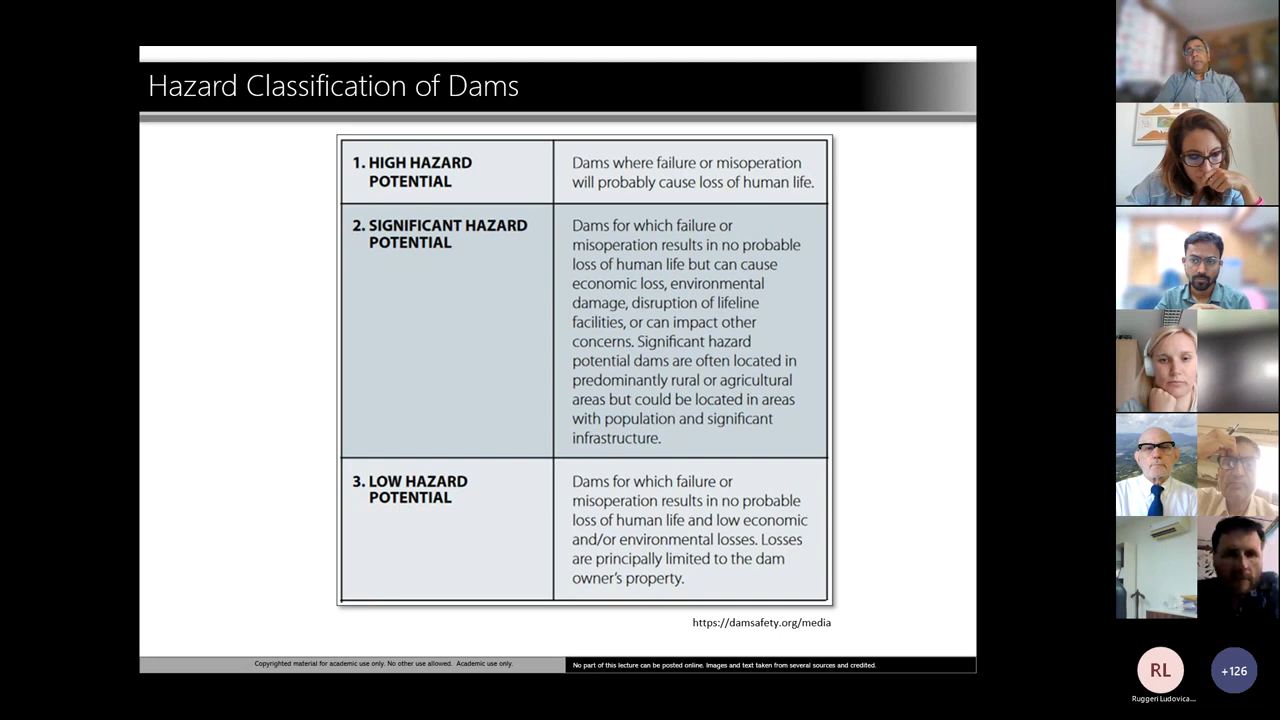 Hazard Classification of Dams
1. HIGH HAZARD
POTENTIAL
Dams where failure or misoperation
will probably cause loss of human life.
2. SIGNIFICANT HAZARD
POTENTIAL
Dams for which failure or
misoperation results in no probable
loss of human life but can cause
economic loss, environmental
damage, disruption of lifeline
facilities, or can impact other
concerns. Significant hazard
potential dams are often located in
predominantly rural or agricultural
areas but could be located in areas
with population and significant
infrastructure.
3. LOW HAZARD
POTENTIAL
Dams for which failure or
misoperation results in no probable
loss of human life and low economic
and/or environmental losses. Losses
are principally limited to the dam
owner's property.
https://damsafety.org/media
Copyrighted material for academic use only. No other use allowed. Academic use only.
No part of this lecture can be posted online. Images and text taken from several sources and credited.
RL
+126
Ruggeri Ludovica...